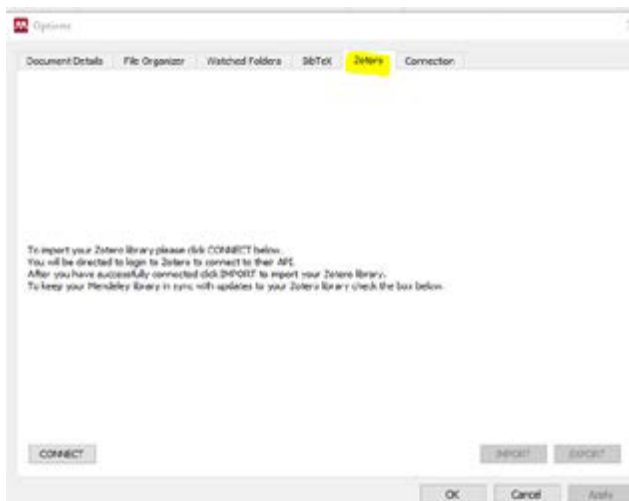 Options
Document Details File Organizer Watched Folders BibTeX Zotero Connection
To import your Zotero library please click CONNECT below.
You will be directed to login to Zotero to connect to their API.
After you have successfully connected click IMPORT to import your Zotero library.
To keep your Mendeley library in sync with updates to your Zotero library check the box below.
CONNECT IMPORT EXPORT
OK Cancel Apply